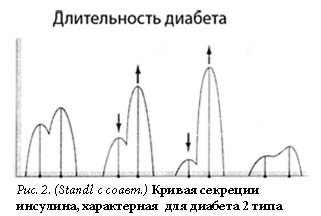 Длительность диабета
Рис. 2. (Standl с соавт.) Кривая секреции
инсулина, характерная для диабета 2 типа